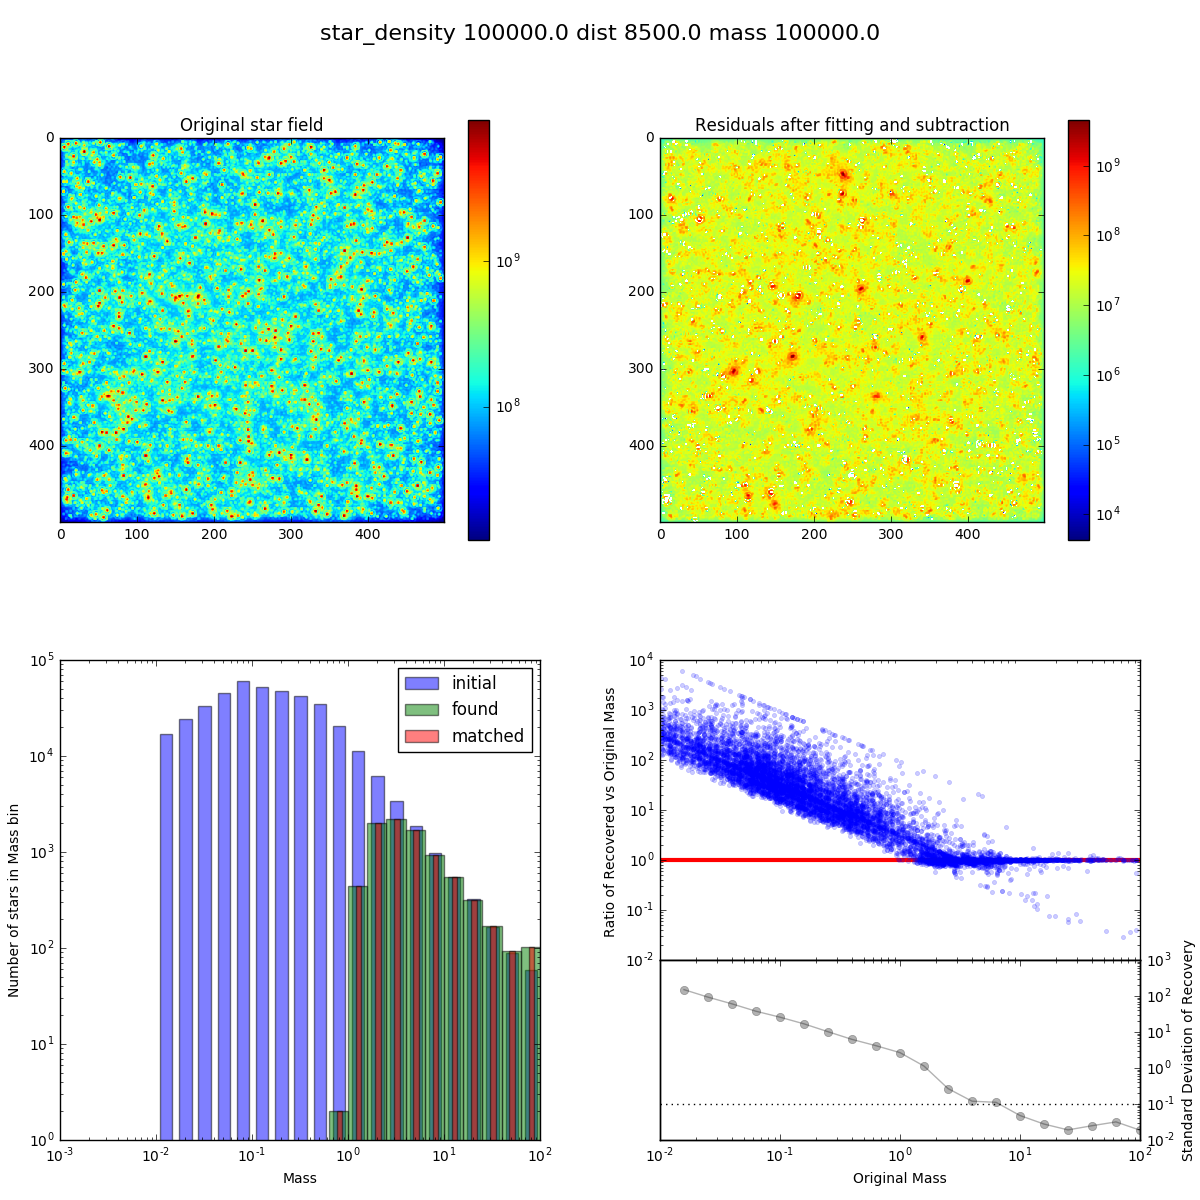 star_density 100000.0 dist 8500.0 mass 100000.0
Original star field
0
100
200
300
400
0 100 200 300 400
10^9
10^8
Residuals after fitting and subtraction
0
100
200
300
400
0 100 200 300 400
10^9
10^8
10^7
10^6
10^5
10^4
10^5
10^4
10^3
10^2
10^1
10^0
Number of stars in Mass bin
initial
found
matched
10^-3 10^-2 10^-1 10^0 10^1 10^2
Mass
10^4
10^3
10^2
10^1
10^0
10^-1
10^-2
Ratio of Recovered vs Original Mass
10^3
10^2
10^1
10^0
10^-1
10^-2
Standard Deviation of Recovery
10^-2 10^-1 10^0 10^1 10^2
Original Mass